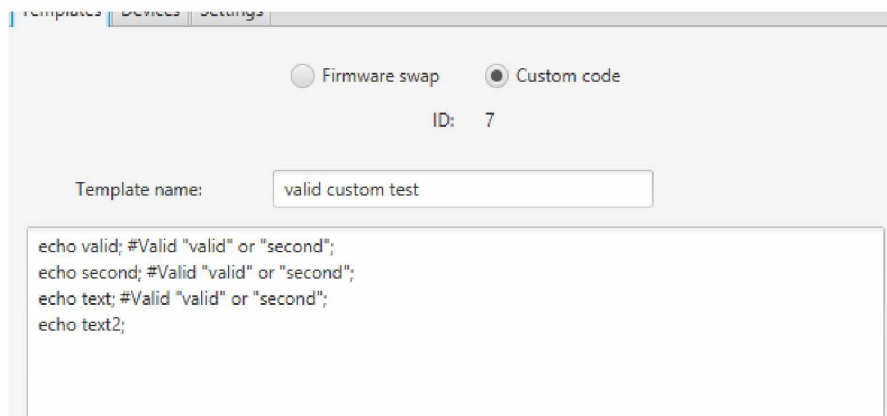 Templates Devices Settings
Firmware swap Custom code
ID: 7
Template name: valid custom test
echo valid; #Valid "valid" or "second";
echo second; #Valid "valid" or "second";
echo text; #Valid "valid" or "second";
echo text2;